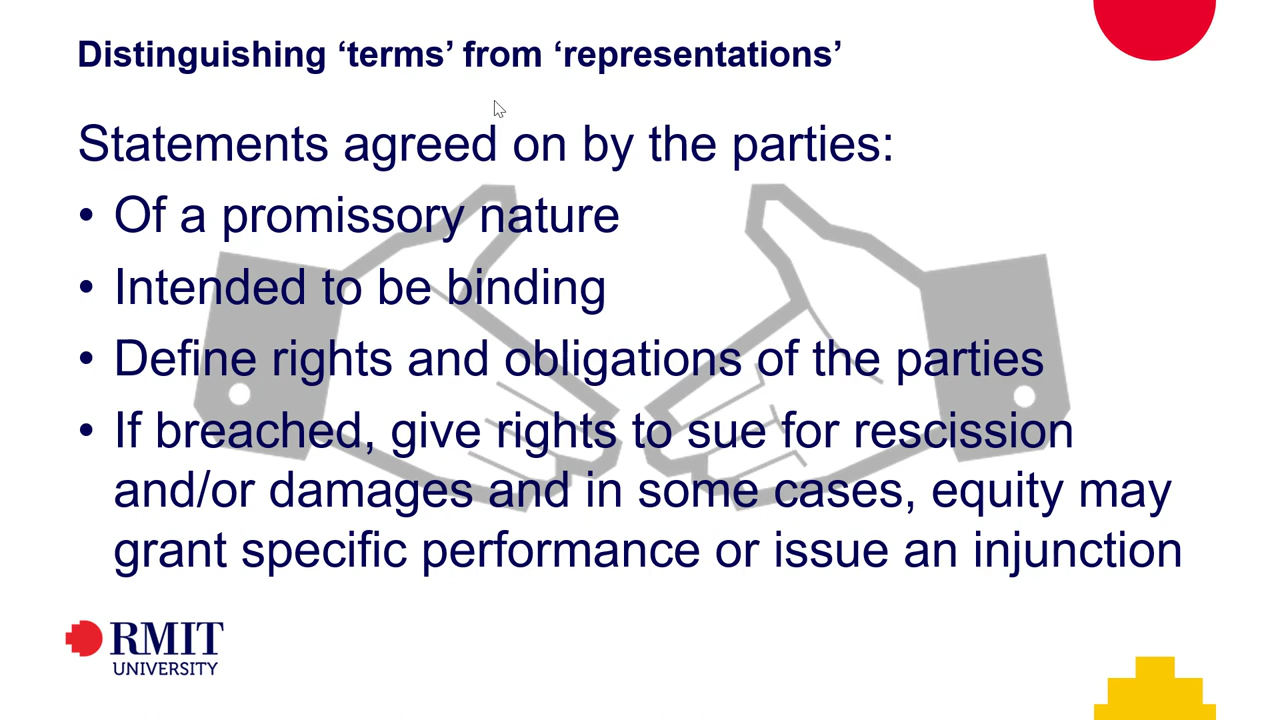 Distinguishing ‘terms’ from ‘representations’
Statements agreed on by the parties:
• Of a promissory nature
• Intended to be binding
• Define rights and obligations of the parties
• If breached, give rights to sue for rescission
and/or damages and in some cases, equity may
grant specific performance or issue an injunction
RMIT
UNIVERSITY